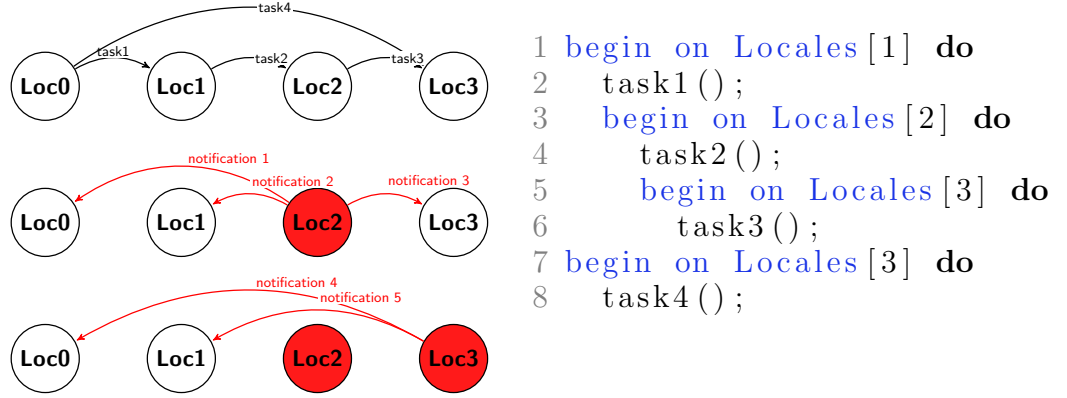 task4
task1
task2
task3
Loc0 Loc1 Loc2 Loc3
notification 1
notification 2
notification 3
Loc0 Loc1 Loc2 Loc3
notification 4
notification 5
Loc0 Loc1 Loc2 Loc3
1 begin on Locales[1] do
2 task1();
3 begin on Locales[2] do
4 task2();
5 begin on Locales[3] do
6 task3();
7 begin on Locales[3] do
8 task4();